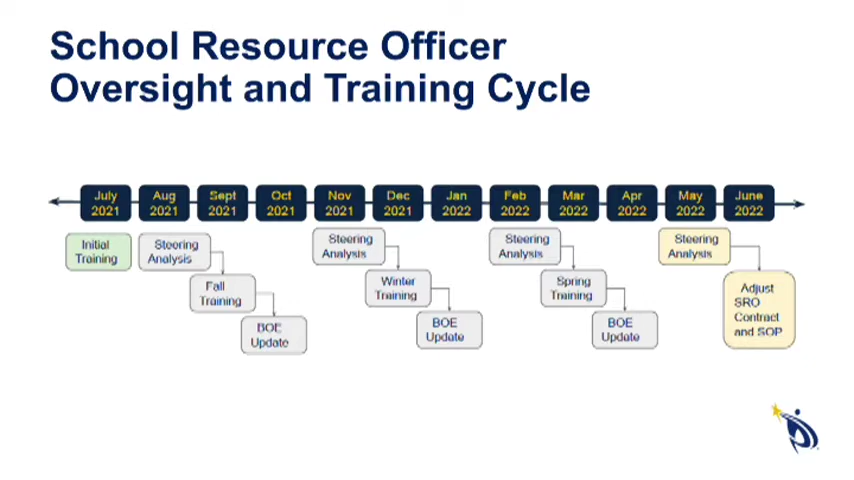 School Resource Officer
Oversight and Training Cycle
July Aug Sept Oct Nov Dec Jan Feb Mar Apr May June
2021 2021 2021 2021 2021 2021 2022 2022 2022 2022 2022 2022
Initial
Training
Steering
Analysis
Fall
Training
BOE
Update
Steering
Analysis
Winter
Training
BOE
Update
Steering
Analysis
Spring
Training
BOE
Update
Steering
Analysis
Adjust
SRO
Contract
and SOP